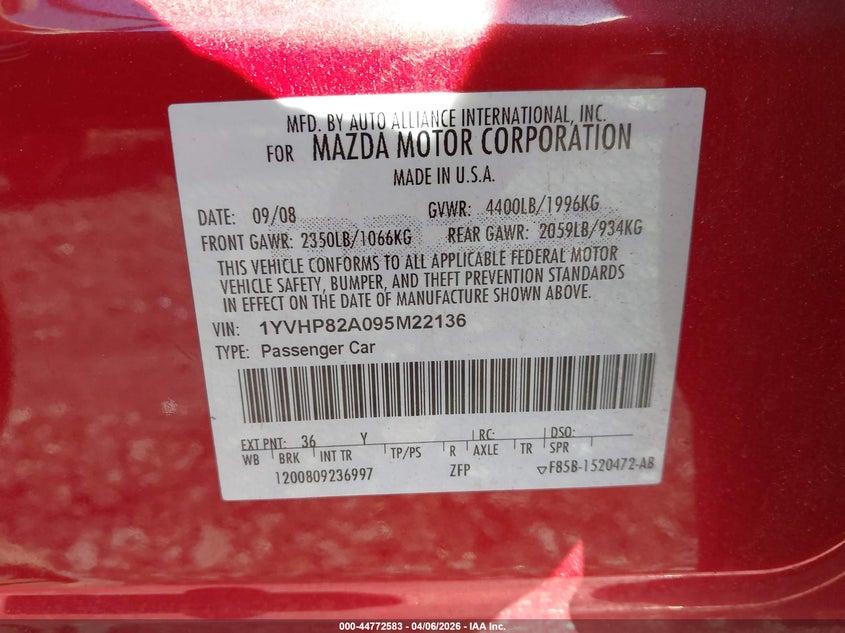 MFD. BY AUTO ALLIANCE INTERNATIONAL, INC.
FOR MAZDA MOTOR CORPORATION
MADE IN U.S.A.
DATE: 09/08 GVWR: 4400LB/1996KG
FRONT GAWR: 2350LB/1066KG REAR GAWR: 2059LB/934KG
THIS VEHICLE CONFORMS TO ALL APPLICABLE FEDERAL MOTOR
VEHICLE SAFETY, BUMPER, AND THEFT PREVENTION STANDARDS
IN EFFECT ON THE DATE OF MANUFACTURE SHOWN ABOVE.
VIN: 1YVHP82A095M22136
TYPE: Passenger Car
EXT PNT: 36 Y RC: DSO:
WB BRK INT TR TP/PS R AXLE TR SPR
1200809236997 ZFP F85B-1520472-AB
000-44772583 - 04/06/2026 - IAA Inc.